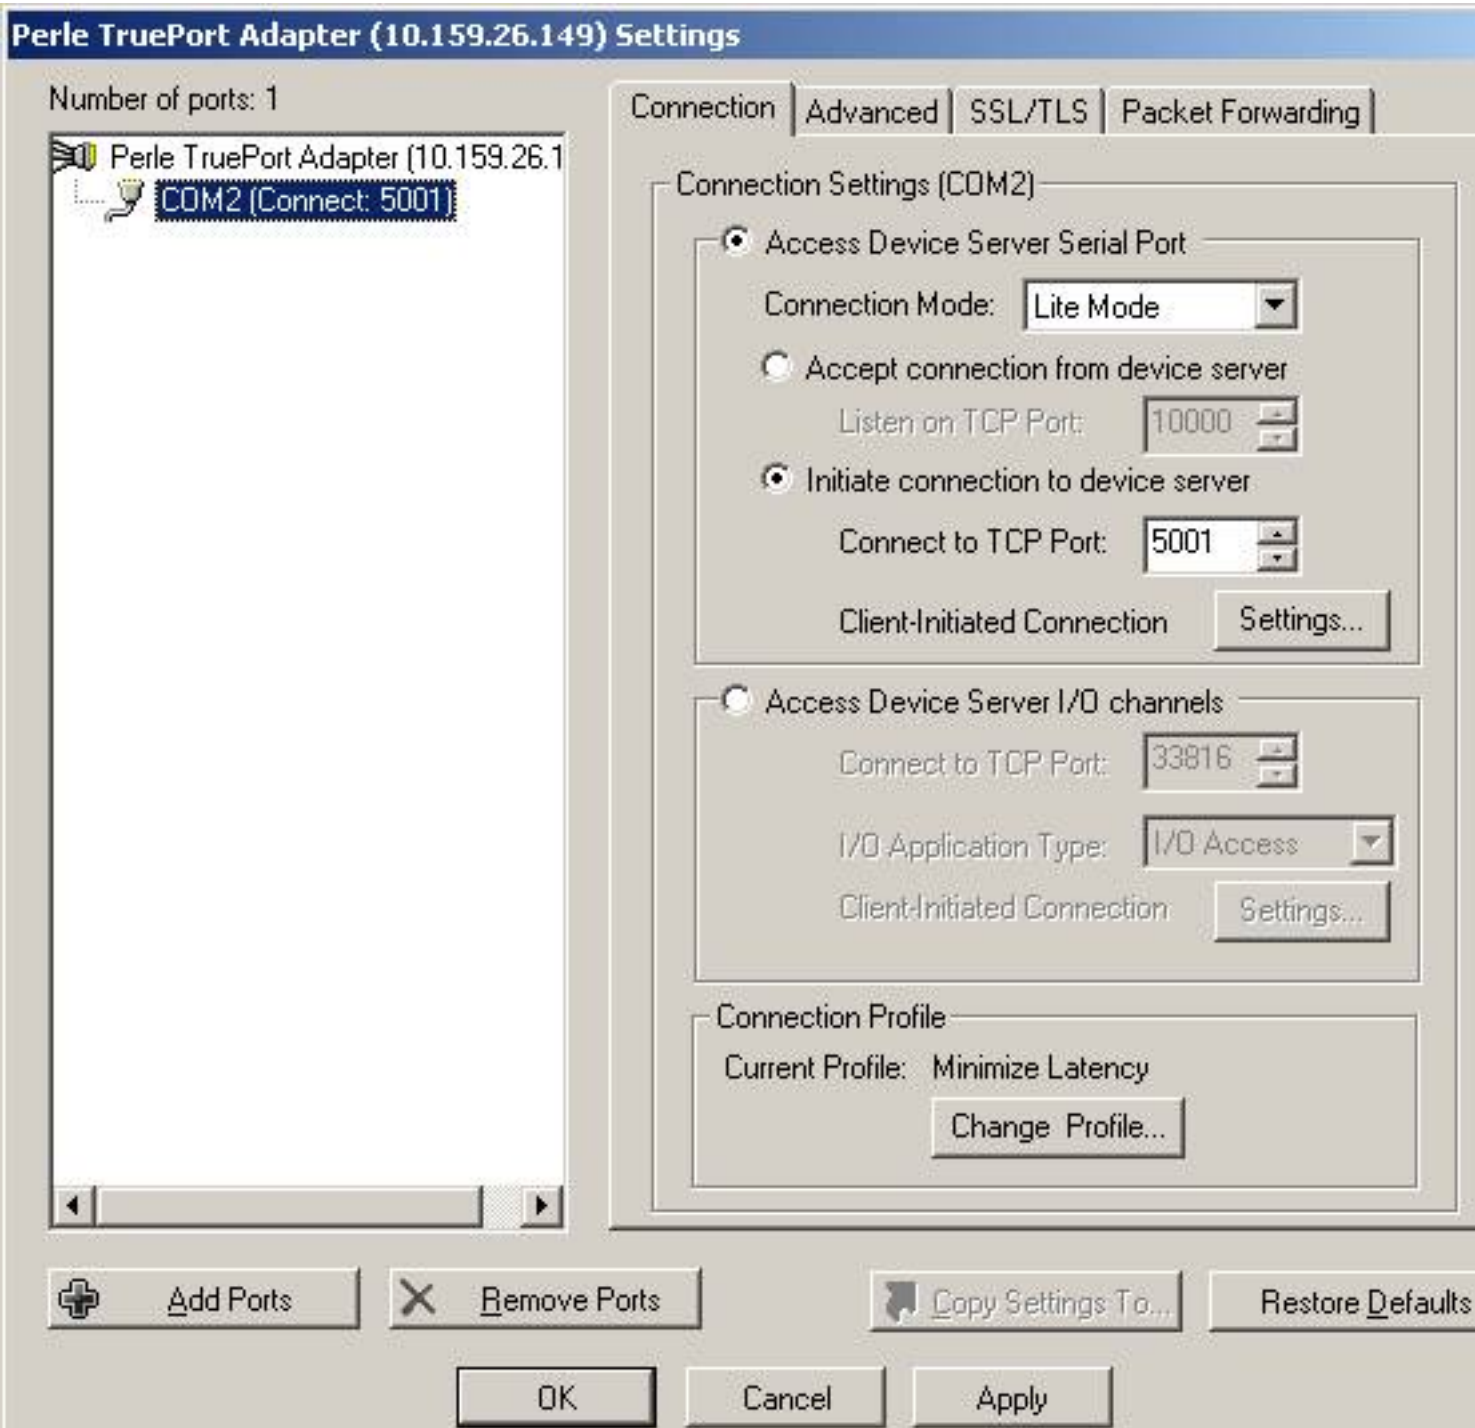 Perle TruePort Adapter (10.159.26.149) Settings
Number of ports: 1
Perle TruePort Adapter (10.159.26.1
COM2 (Connect: 5001)
Connection Advanced SSL/TLS Packet Forwarding
Connection Settings (COM2)
Access Device Server Serial Port
Connection Mode: Lite Mode
Accept connection from device server
Listen on TCP Port: 10000
Initiate connection to device server
Connect to TCP Port: 5001
Client-Initiated Connection Settings...
Access Device Server I/O channels
Connect to TCP Port: 33816
I/O Application Type: I/O Access
Client-Initiated Connection Settings...
Connection Profile
Current Profile: Minimize Latency
Change Profile...
Add Ports Remove Ports Copy Settings To... Restore Defaults
OK Cancel Apply